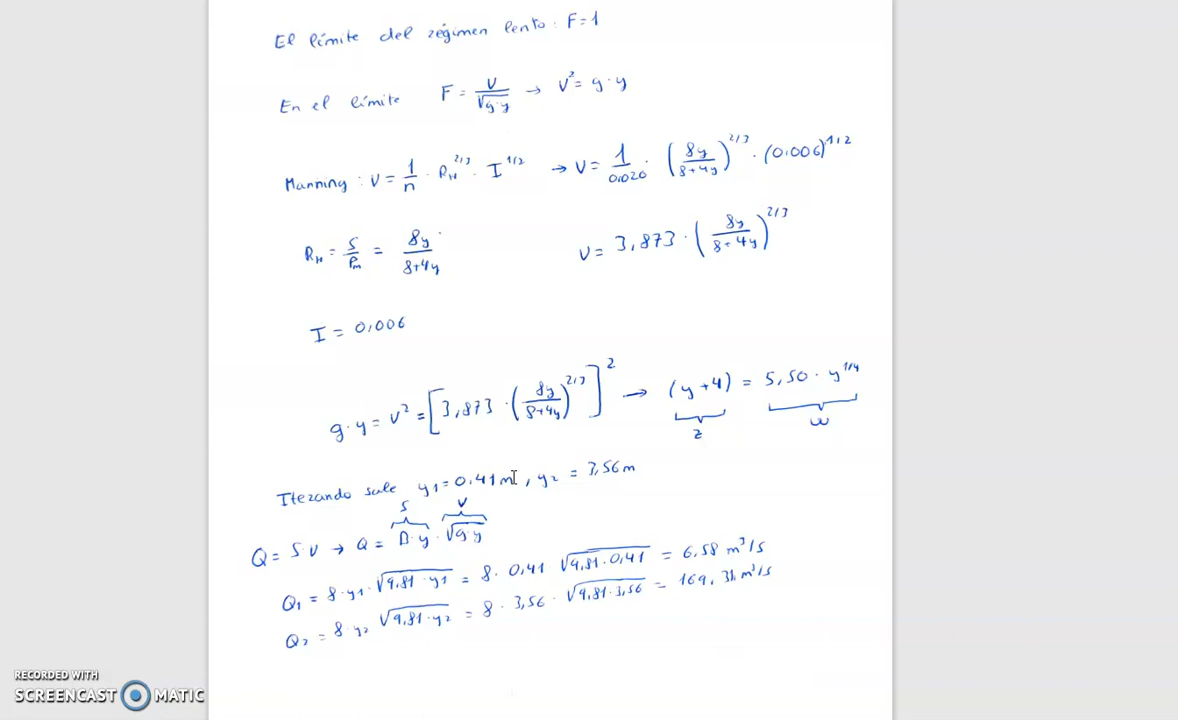 El límite del régimen lento: F=1
En el límite F = V/√g·y → V² = g·y
Manning: V = 1/n · R_H^2/3 · I^1/2 → V = 1/0,020 · (8y/8+4y)^2/3 · (0,006)^1/2
R_H = S/P_m = 8y/8+4y V = 3,873 · (8y/8+4y)^2/3
I = 0,006
g·y = V² = [3,873 · (8y/8+4y)^2/3]² → (y+4) = 5,50 · y^1/4
z w
Iterando sale y1 = 0,41 m, y2 = 3,56 m
S V
Q = S V → Q = B·y · √g·y
Q1 = 8·y1 · √9,81·y1 = 8 · 0,41 √9,81·0,41 = 6,58 m³/s
Q2 = 8·y2 √9,81·y2 = 8 · 3,56 · √9,81·3,56 = 169,31 m³/s
RECORDED WITH
SCREENCAST MATIC